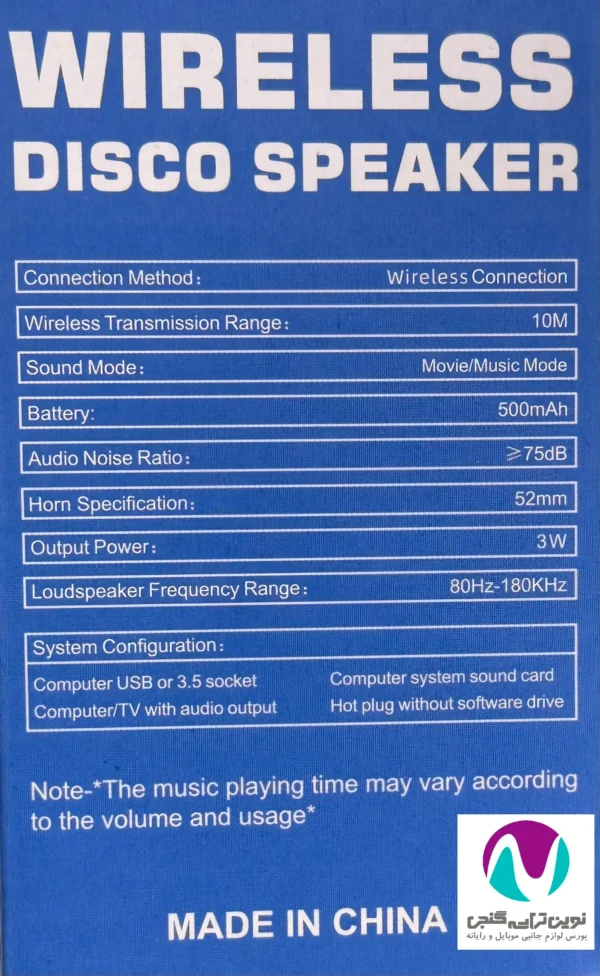 WIRELESS
DISCO SPEAKER
Connection Method: Wireless Connection
Wireless Transmission Range: 10M
Sound Mode: Movie/Music Mode
Battery: 500mAh
Audio Noise Ratio: ≥75dB
Horn Specification: 52mm
Output Power: 3W
Loudspeaker Frequency Range: 80Hz-180KHz
System Configuration:
Computer USB or 3.5 socket Computer system sound card
Computer/TV with audio output Hot plug without software drive
Note-*The music playing time may vary according
to the volume and usage*
MADE IN CHINA
نوین ترایه گنجی
بورس لوازم جانبی موبایل و رایانه